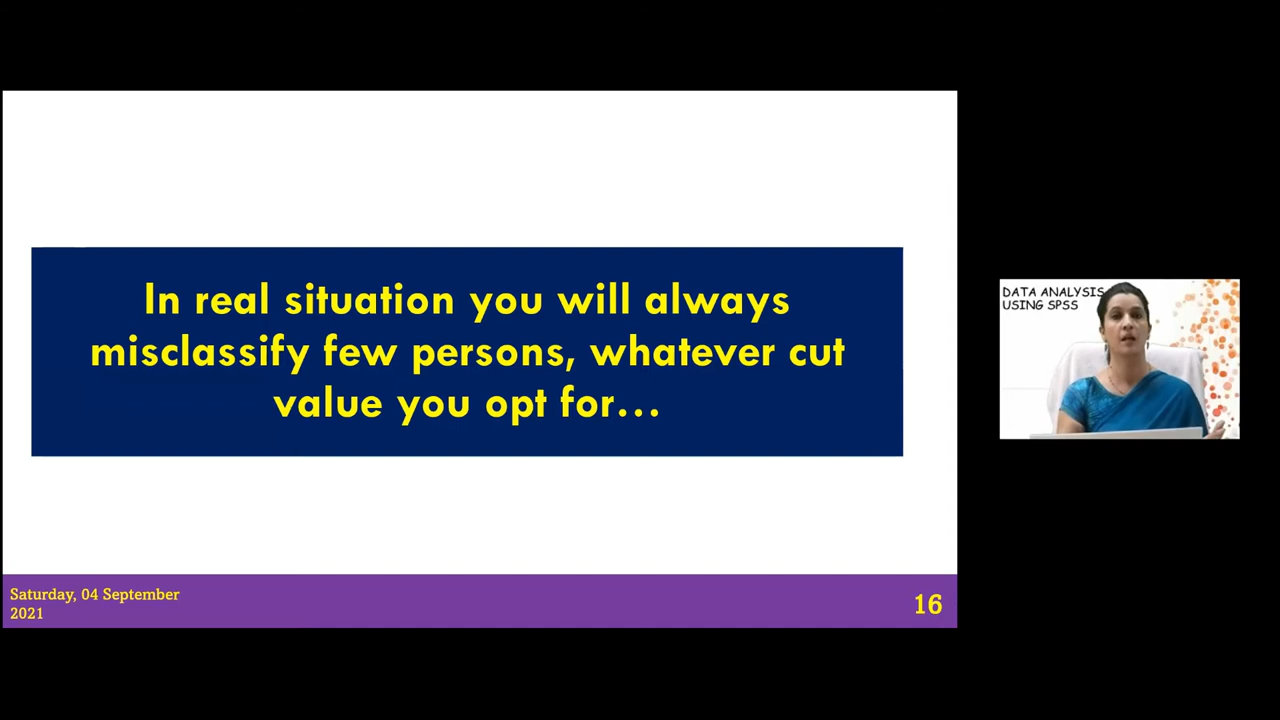 In real situation you will always
misclassify few persons, whatever cut
value you opt for...
Saturday, 04 September
2021
16
DATA ANALYSIS
USING SPSS